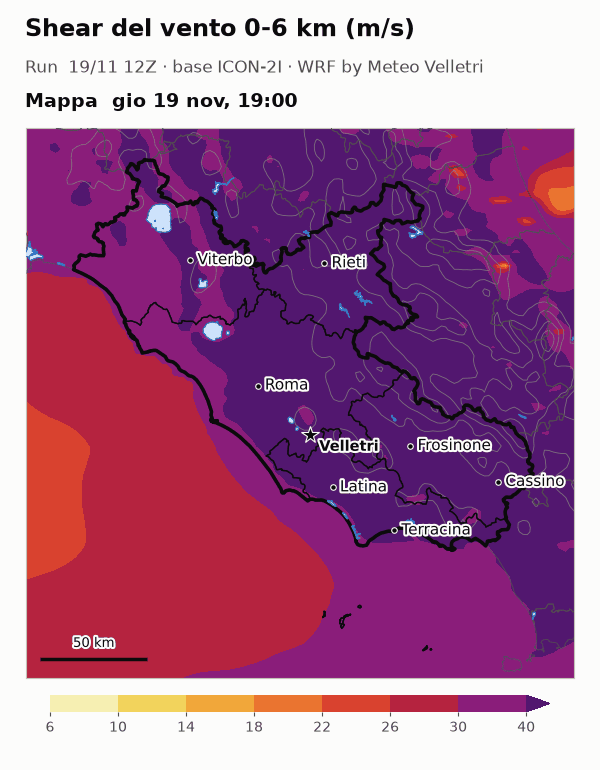 Shear del vento 0-6 km (m/s)
Run 19/11 12Z · base ICON-2I · WRF by Meteo Velletri
Mappa gio 19 nov, 19:00
Viterbo
Rieti
Roma
Velletri
Frosinone
Latina
Cassino
Terracina
50 km
6 10 14 18 22 26 30 40